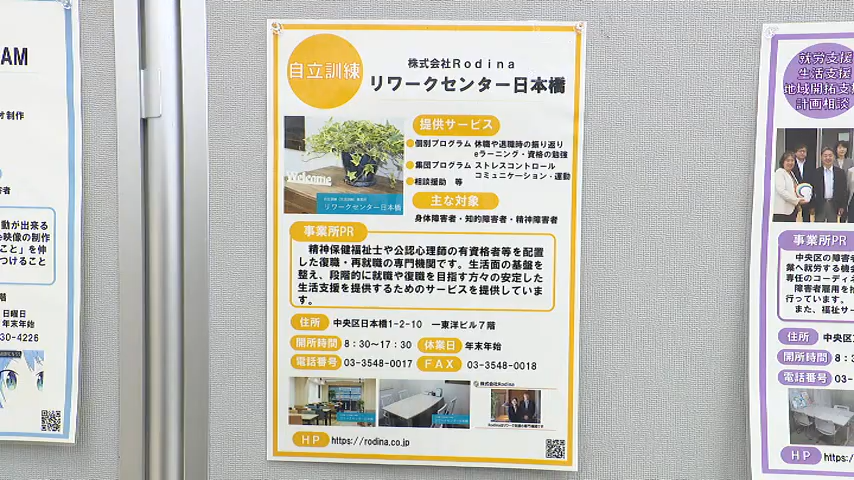 AM
オ制作
者
動が出来る
映像の制作
こと」を伸
つけること
階
日曜日
年末年始
30-4226
自立訓練
株式会社Rodina
リワークセンター日本橋
提供サービス
個別プログラム 休職や退職時の振り返り
eラーニング・資格の勉強
集団プログラム ストレスコントロール
コミュニケーション・運動
相談援助 等
Welcome
リワークセンター日本橋
主な対象
身体障害者・知的障害者・精神障害者
事業所PR
精神保健福祉士や公認心理師の有資格者等を配置
した復職・再就職の専門機関です。生活面の基盤を
整え、段階的に就職や復職を目指す方々の安定した
生活支援を提供するためのサービスを提供していま
す。
住所 中央区日本橋1-2-10 一東洋ビル7階
開所時間 8:30～17:30 休業日 年末年始
電話番号 03-3548-0017 FAX 03-3548-0018
株式会社Rodina
HP https://rodina.co.jp
就労支援
生活支援
地域開拓支
計画相談
事業所PR
中央区の障害者
業へ就労する機
専任のコーディネ
障害者雇用を推
行っています。
また、福祉サー
住所 中央区
開所時間 8:3
電話番号 03-
HP https: